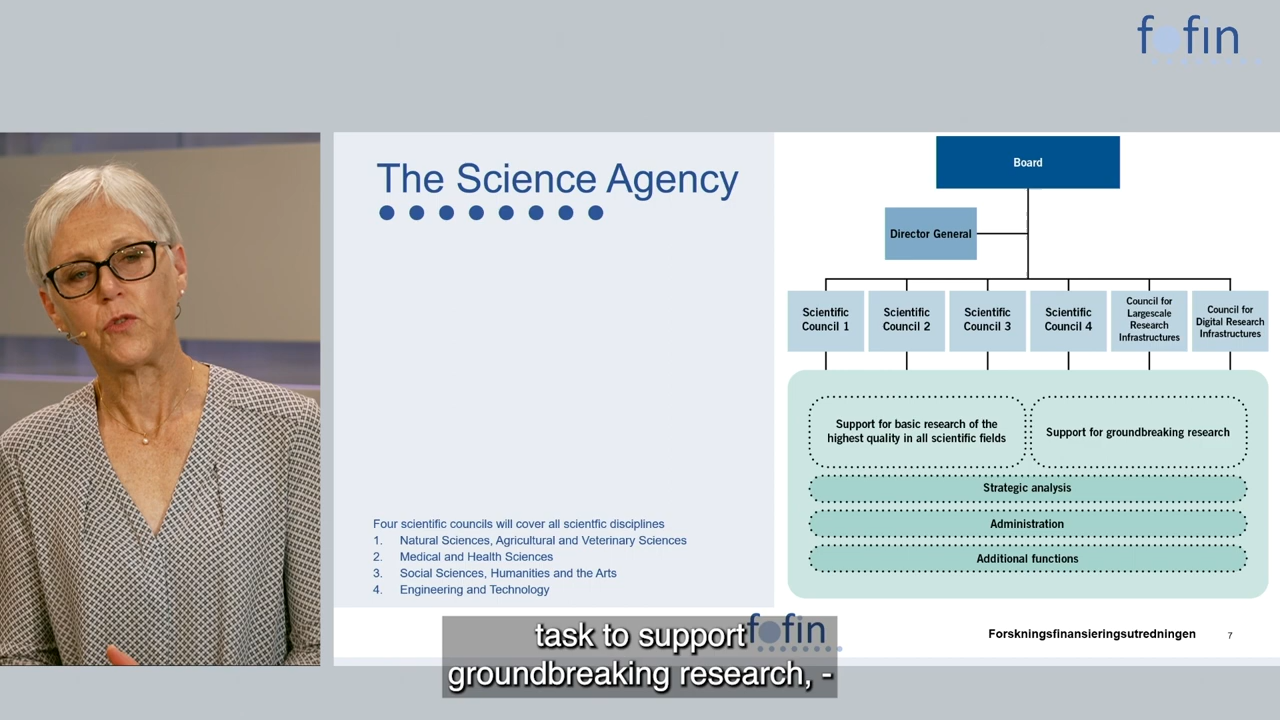 fofin
The Science Agency
Four scientific councils will cover all scientfic disciplines
1. Natural Sciences, Agricultural and Veterinary Sciences
2. Medical and Health Sciences
3. Social Sciences, Humanities and the Arts
4. Engineering and Technology
Board
Director General
Scientific
Council 1
Scientific
Council 2
Scientific
Council 3
Scientific
Council 4
Council for
Largescale
Research
Infrastructures
Council for
Digital Research
Infrastructures
Support for basic research of the
highest quality in all scientific fields
Support for groundbreaking research
Strategic analysis
Administration
Additional functions
fofin
Forskningsfinansieringsutredningen 7
task to support
groundbreaking research, -